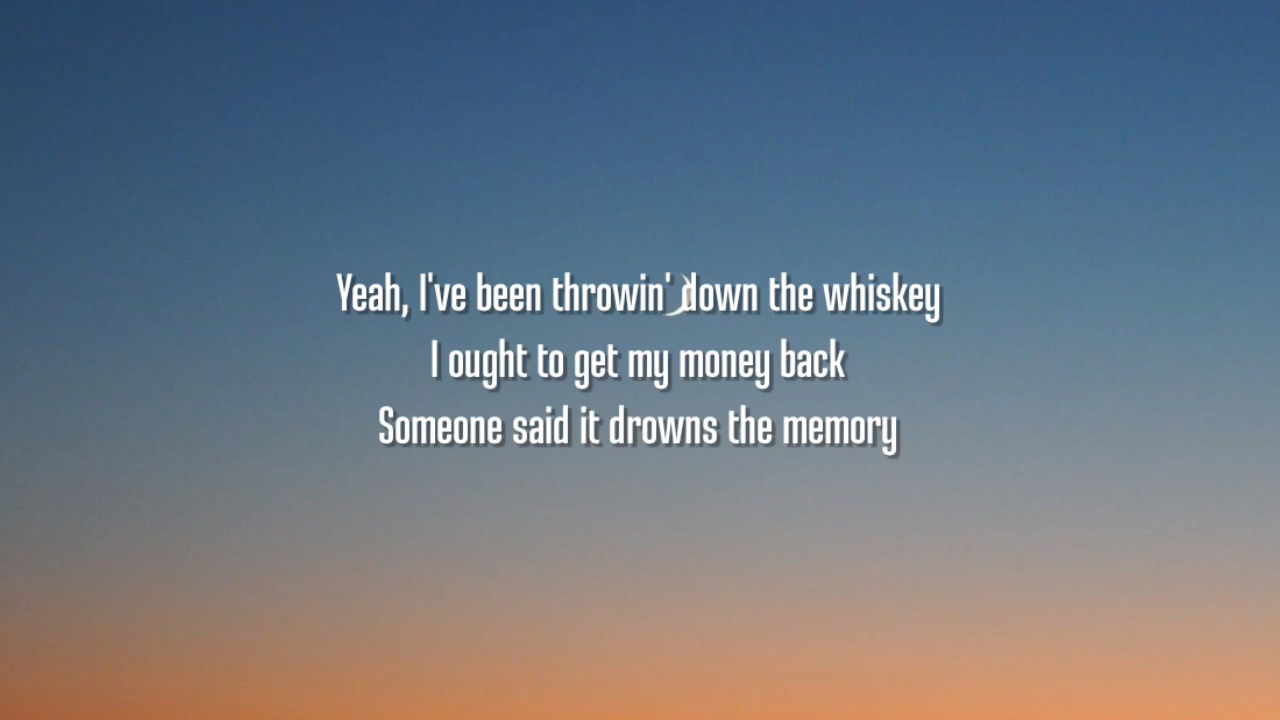 Yeah, I've been throwin' down the whiskey
I ought to get my money back
Someone said it drowns the memory